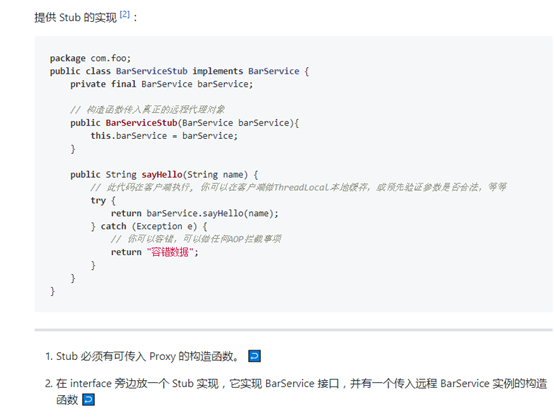 提供 Stub 的实现 [2]：
package com.foo;
public class BarServiceStub implements BarService {
    private final BarService barService;
    // 构造函数传入真正的远程代理对象
    public BarServiceStub(BarService barService){
        this.barService = barService;
    }
    public String sayHello(String name) {
        // 此代码在客户端执行, 你可以在客户端做ThreadLocal本地缓存，或预先验证参数是否合法，等等
        try {
            return barService.sayHello(name);
        } catch (Exception e) {
            // 你可以容错，可以做任何AOP拦截事项
            return "容错数据";
        }
    }
}
1. Stub 必须有可传入 Proxy 的构造函数。
2. 在 interface 旁边放一个 Stub 实现，它实现 BarService 接口，并有一个传入远程 BarService 实例的构造
函数